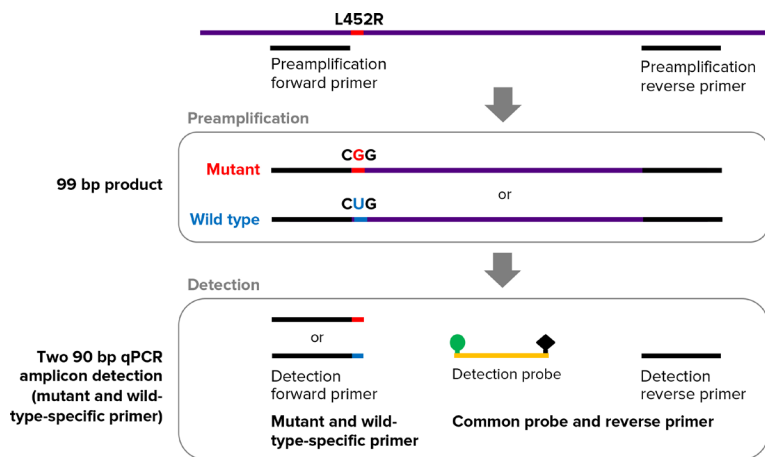 L452R
Preamplification
forward primer
Preamplification
reverse primer
Preamplification
99 bp product
Mutant
CGG
or
Wild type
CUG
Detection
Two 90 bp qPCR
amplicon detection
(mutant and wild-
type-specific primer)
or
Detection
forward primer
Mutant and wild-
type-specific primer
Detection probe
Detection
reverse primer
Common probe and reverse primer